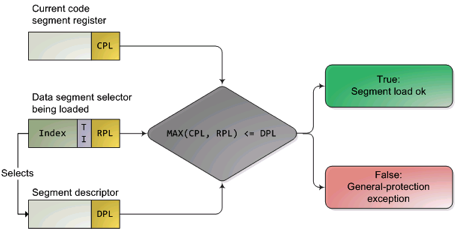 Current code
segment register
CPL
Data segment selector
being loaded
Index
T
I
RPL
Selects
Segment descriptor
DPL
MAX(CPL, RPL) <= DPL
True:
Segment load ok
False:
General-protection
exception